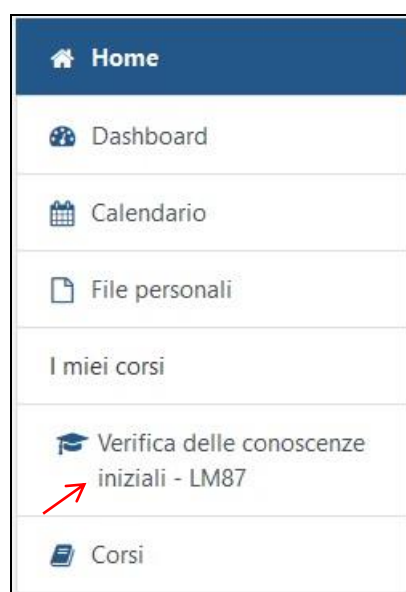 Home
Dashboard
Calendario
File personali
I miei corsi
Verifica delle conoscenze
iniziali - LM87
Corsi